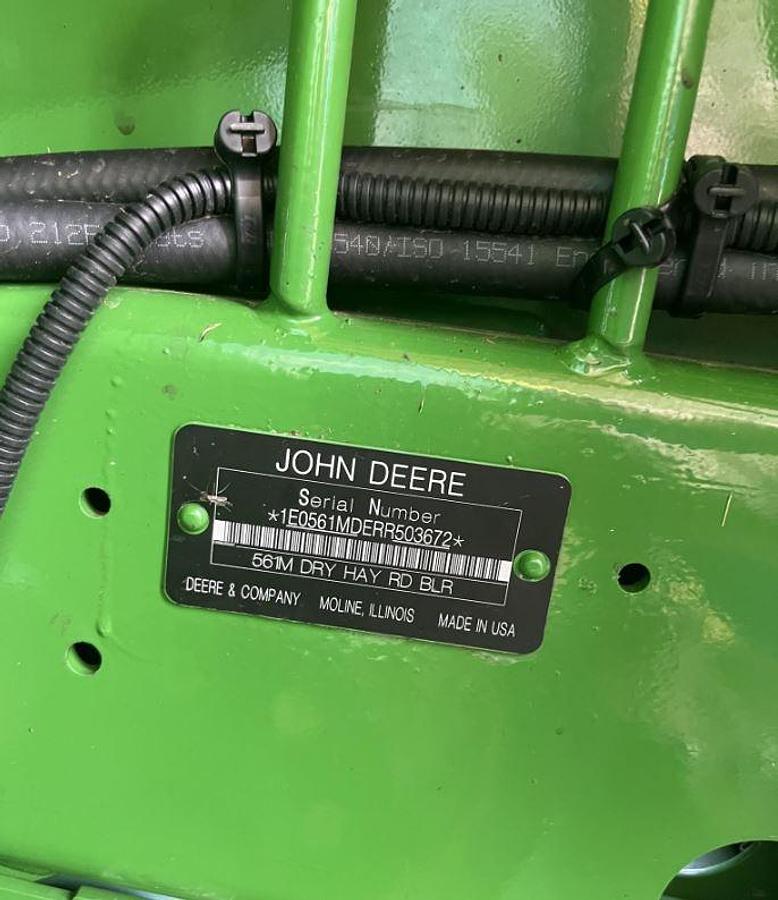 212F
540/ISO 15541 En
JOHN DEERE
Serial Number
*1E0561MDERR503672*
561M DRY HAY RD BLR
DEERE & COMPANY MOLINE, ILLINOIS MADE IN USA